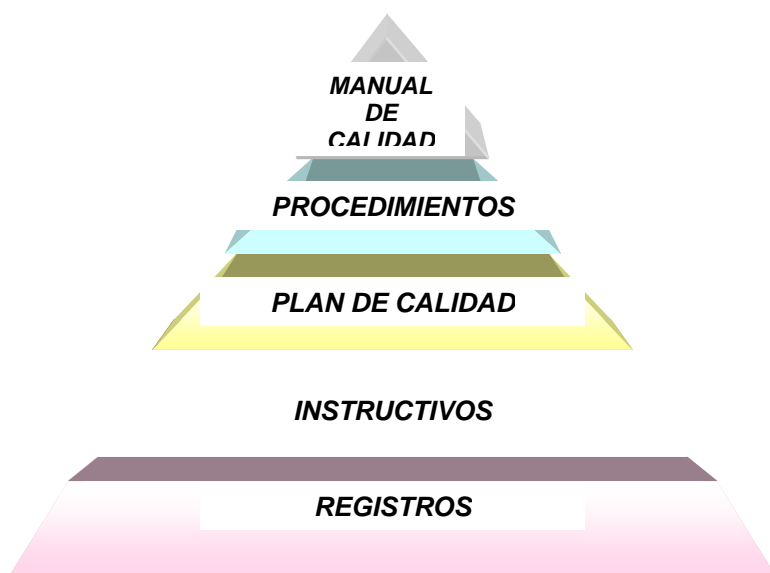 MANUAL
DE
CALIDAD
PROCEDIMIENTOS
PLAN DE CALIDAD
INSTRUCTIVOS
REGISTROS